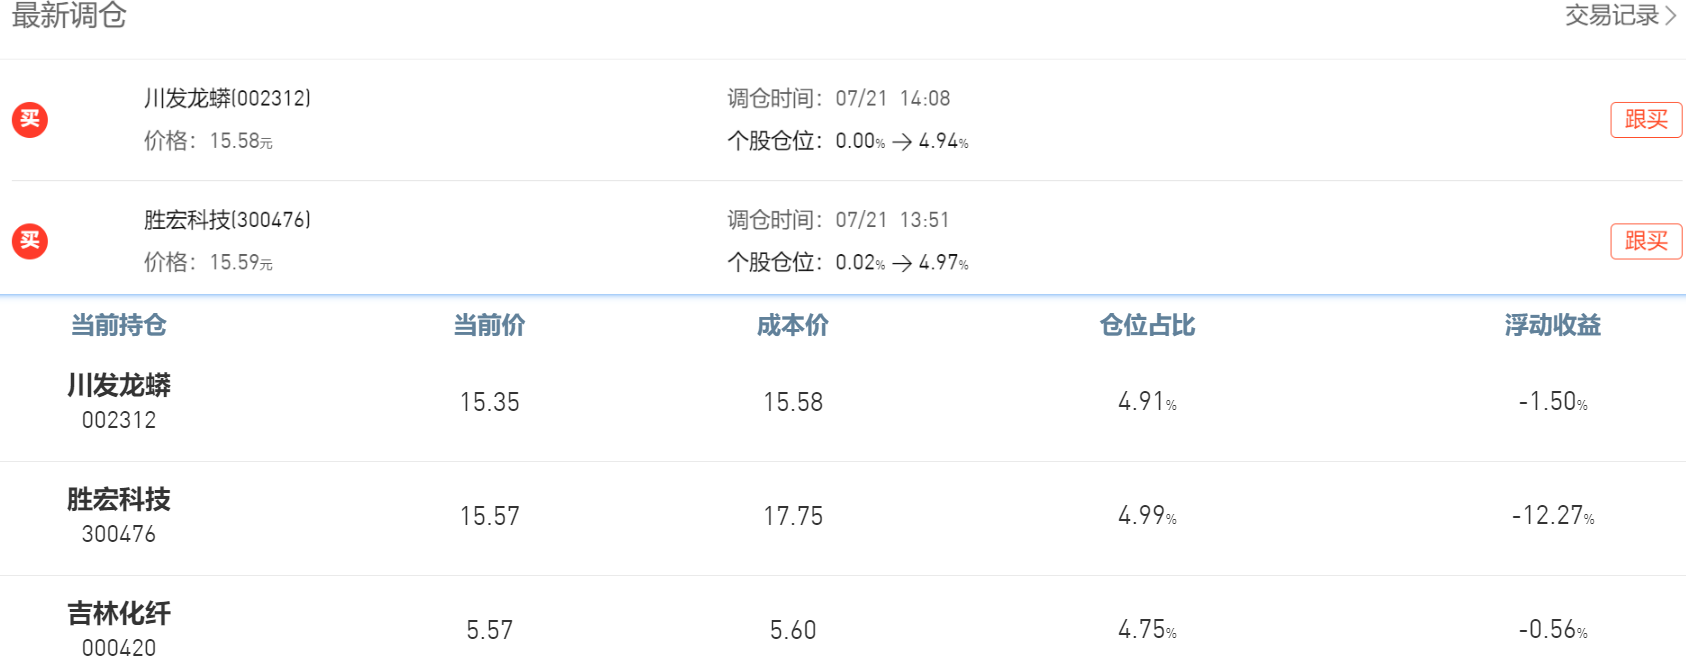 最新调仓 交易记录
买 川发龙蟒(002312) 调仓时间：07/21 14:08 跟买
价格：15.58元 个股仓位：0.00%→4.94%
买 胜宏科技(300476) 调仓时间：07/21 13:51 跟买
价格：15.59元 个股仓位：0.02%→4.97%
当前持仓 当前价 成本价 仓位占比 浮动收益
川发龙蟒 15.35 15.58 4.91% -1.50%
002312
胜宏科技 15.57 17.75 4.99% -12.27%
300476
吉林化纤 5.57 5.60 4.75% -0.56%
000420